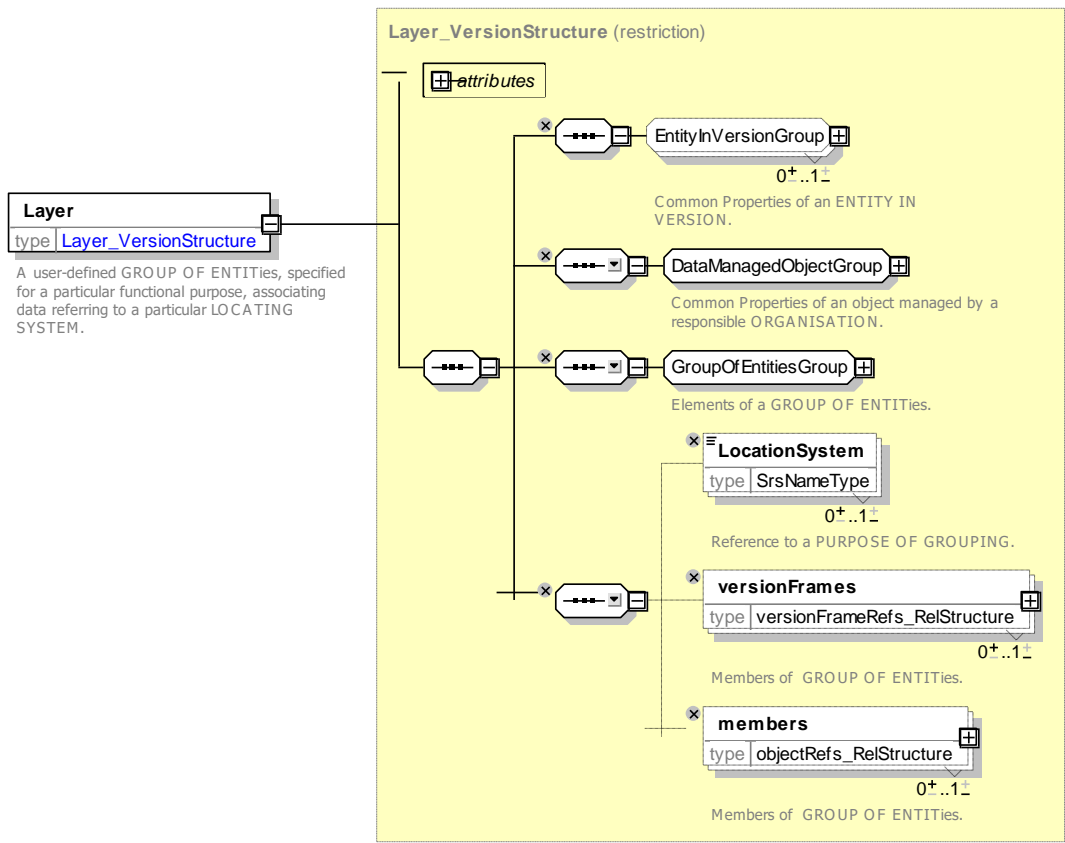 Layer_VersionStructure (restriction)
attributes
EntityInVersionGroup
0±..1±
Common Properties of an ENTITY IN
VERSION.
Layer
type Layer_VersionStructure
A user-defined GROUP OF ENTITies, specified
for a particular functional purpose, associating
data referring to a particular LOCATING
SYSTEM.
DataManagedObjectGroup
Common Properties of an object managed by a
responsible ORGANISATION.
GroupOfEntitiesGroup
Elements of a GROUP OF ENTITies.
LocationSystem
type SrsNameType
0±..1±
Reference to a PURPOSE OF GROUPING.
versionFrames
type versionFrameRefs_RelStructure
0±..1±
Members of GROUP OF ENTITies.
members
type objectRefs_RelStructure
0±..1±
Members of GROUP OF ENTITies.